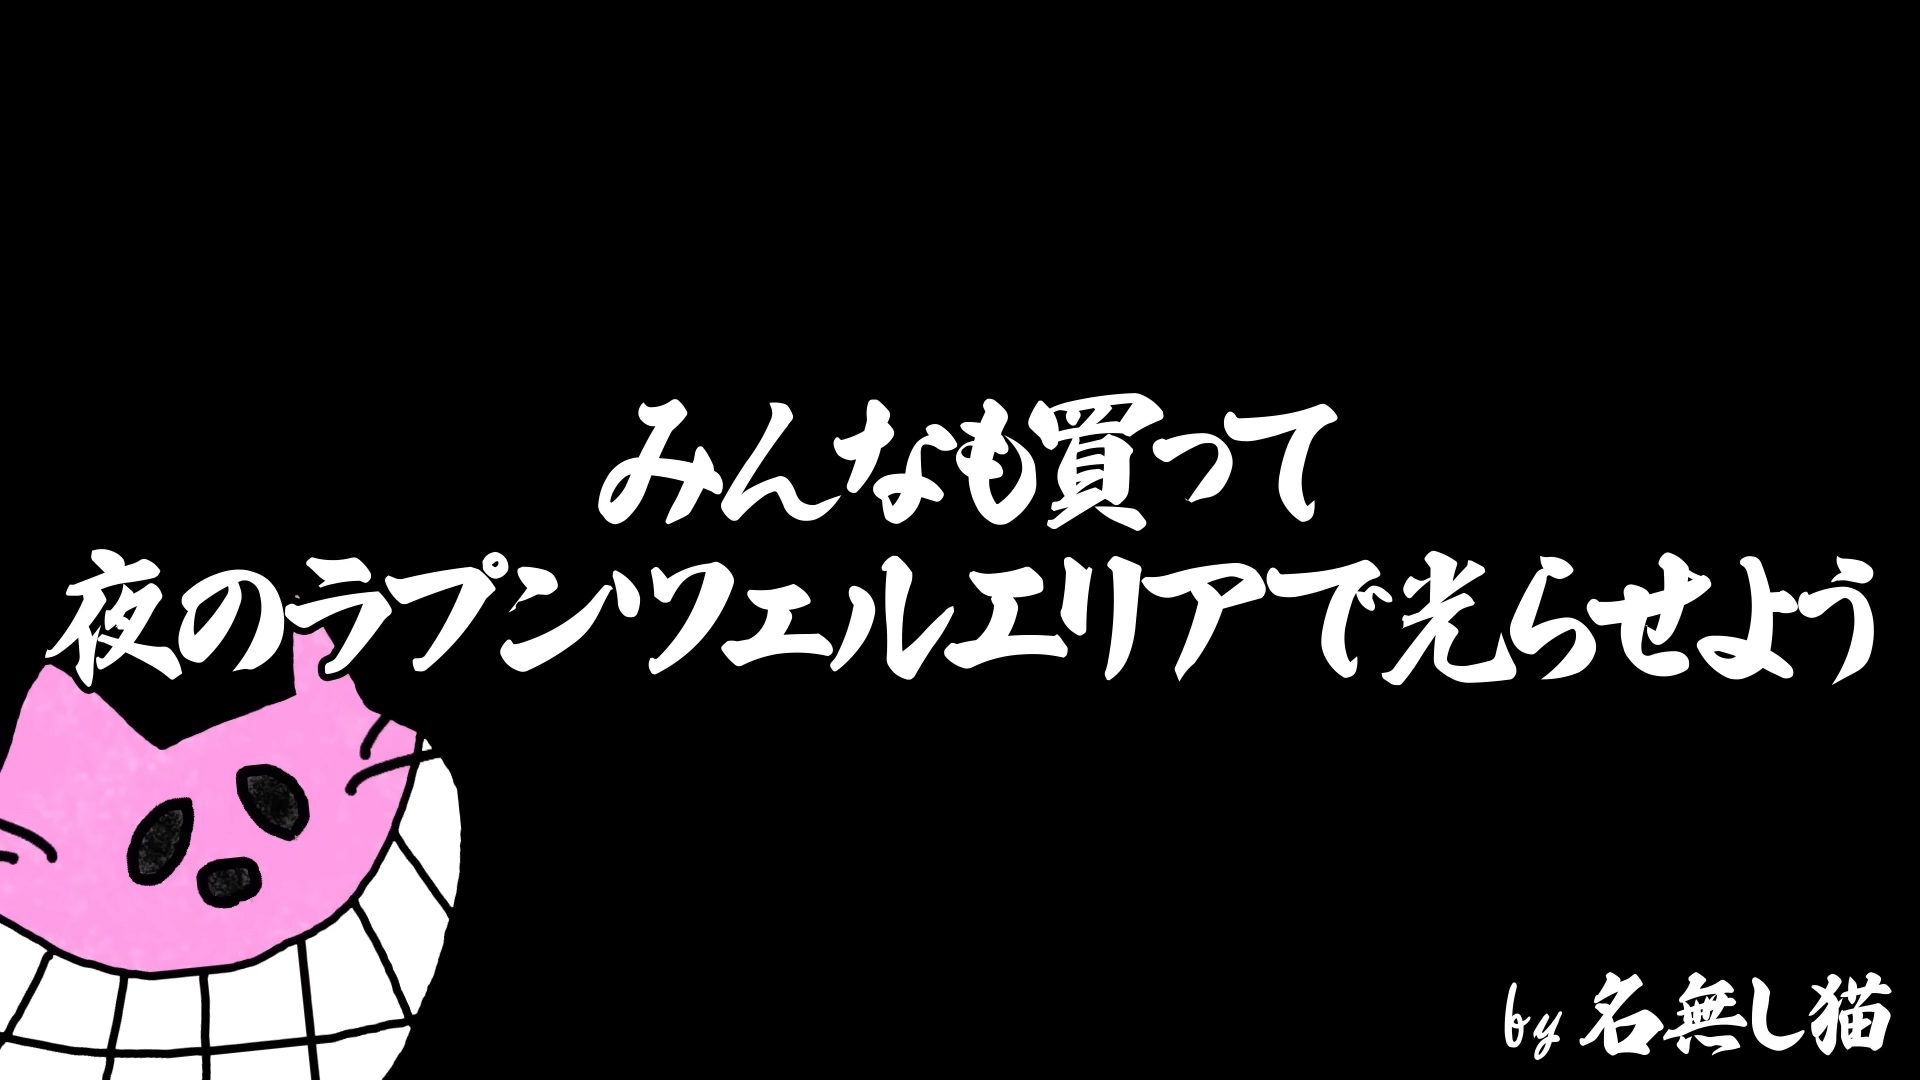 みんなも買って
夜のラプンツェルエリアで光らせよう
by 名無し猫